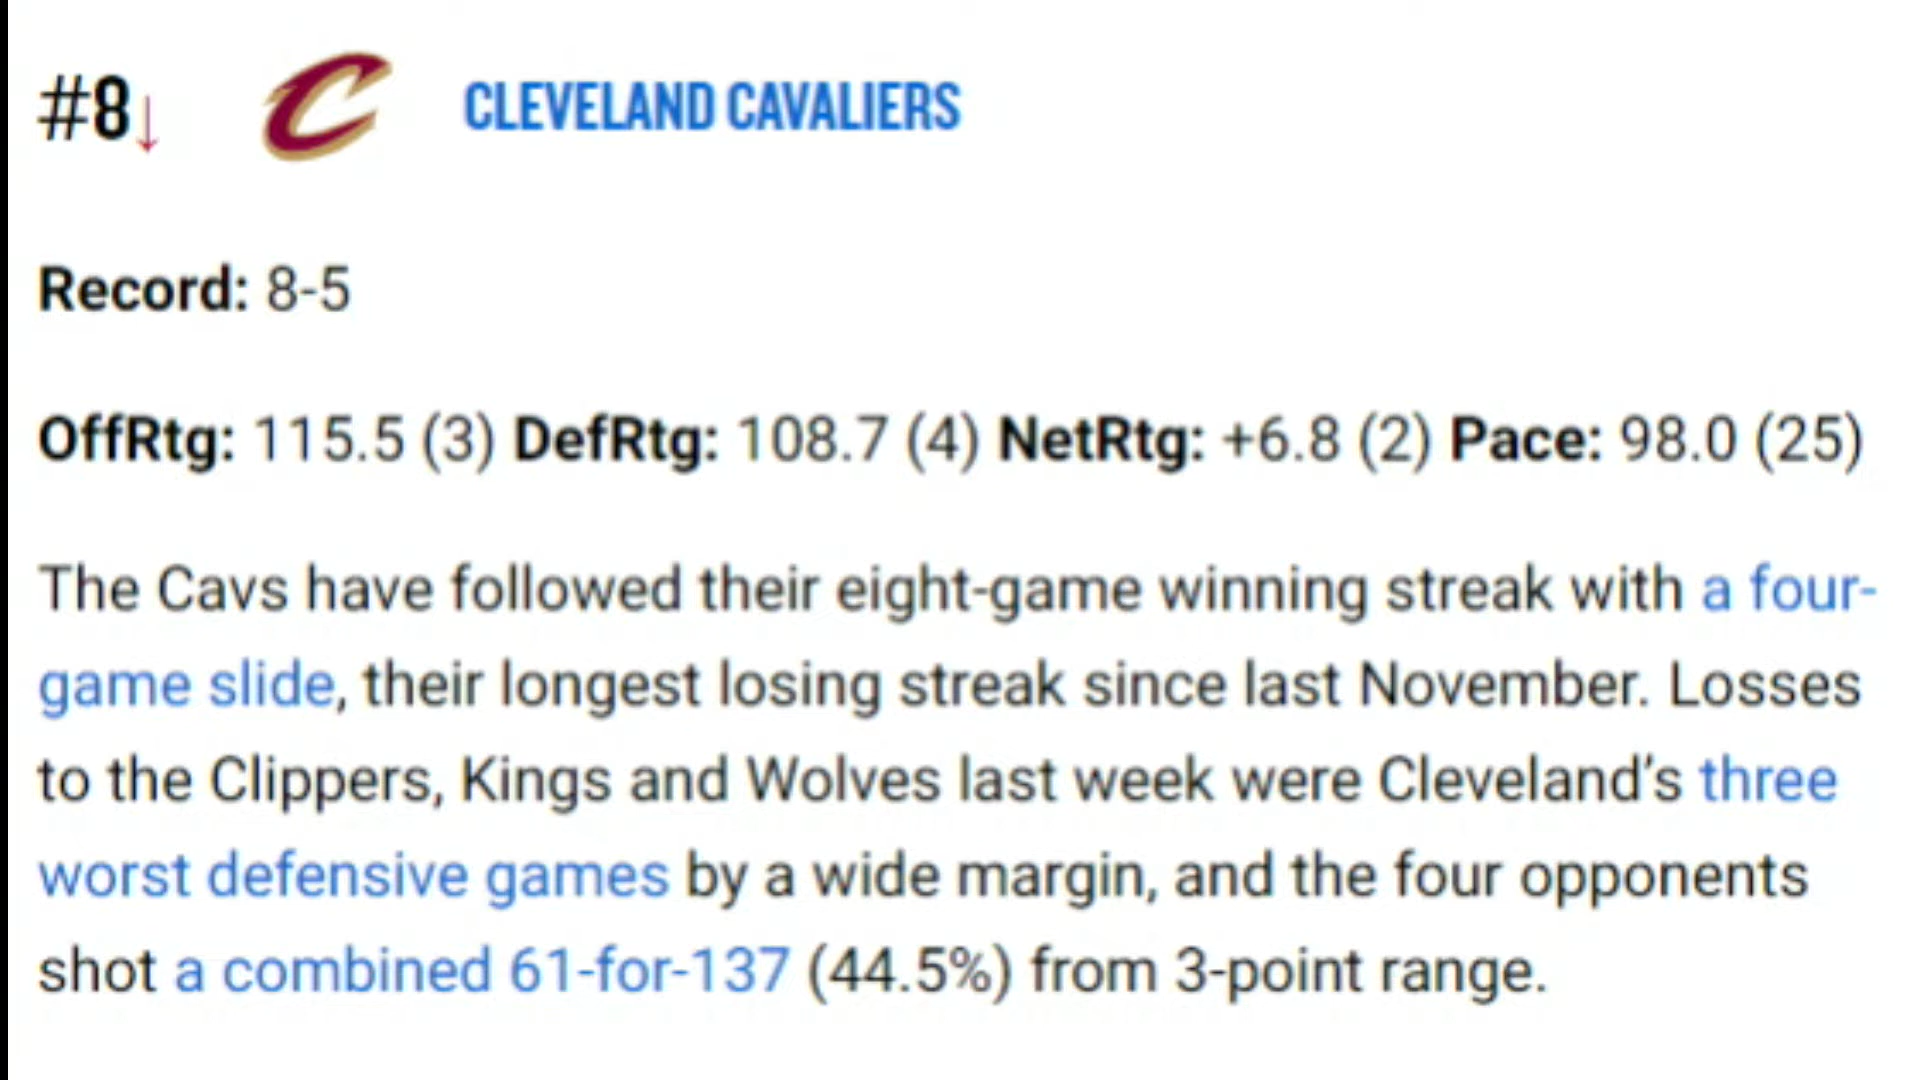 #8↓ CLEVELAND CAVALIERS
Record: 8-5
OffRtg: 115.5 (3) DefRtg: 108.7 (4) NetRtg: +6.8 (2) Pace: 98.0 (25)
The Cavs have followed their eight-game winning streak with a four-
game slide, their longest losing streak since last November. Losses
to the Clippers, Kings and Wolves last week were Cleveland’s three
worst defensive games by a wide margin, and the four opponents
shot a combined 61-for-137 (44.5%) from 3-point range.